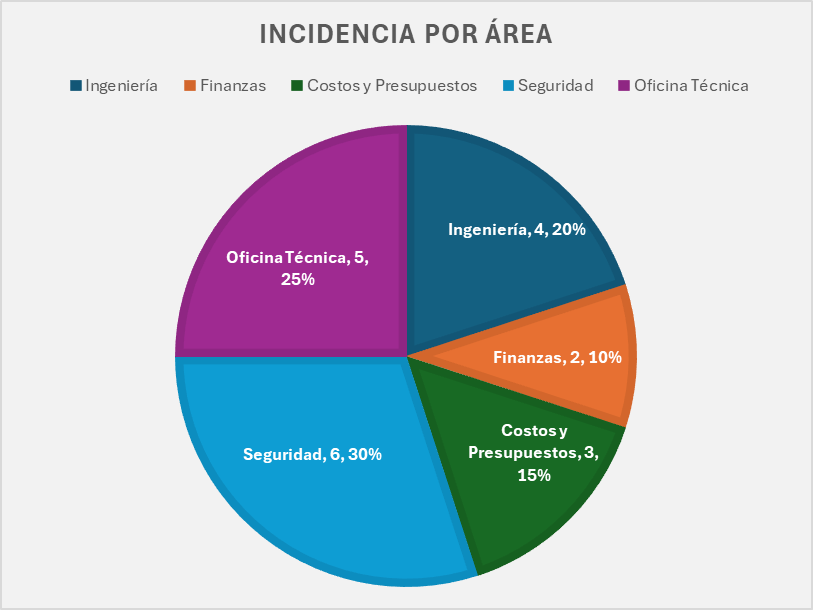 INCIDENCIA POR ÁREA
Ingeniería Finanzas Costos y Presupuestos Seguridad Oficina Técnica
Ingeniería, 4, 20%
Oficina Técnica, 5,
25%
Finanzas, 2, 10%
Costos y
Presupuestos, 3,
15%
Seguridad, 6, 30%